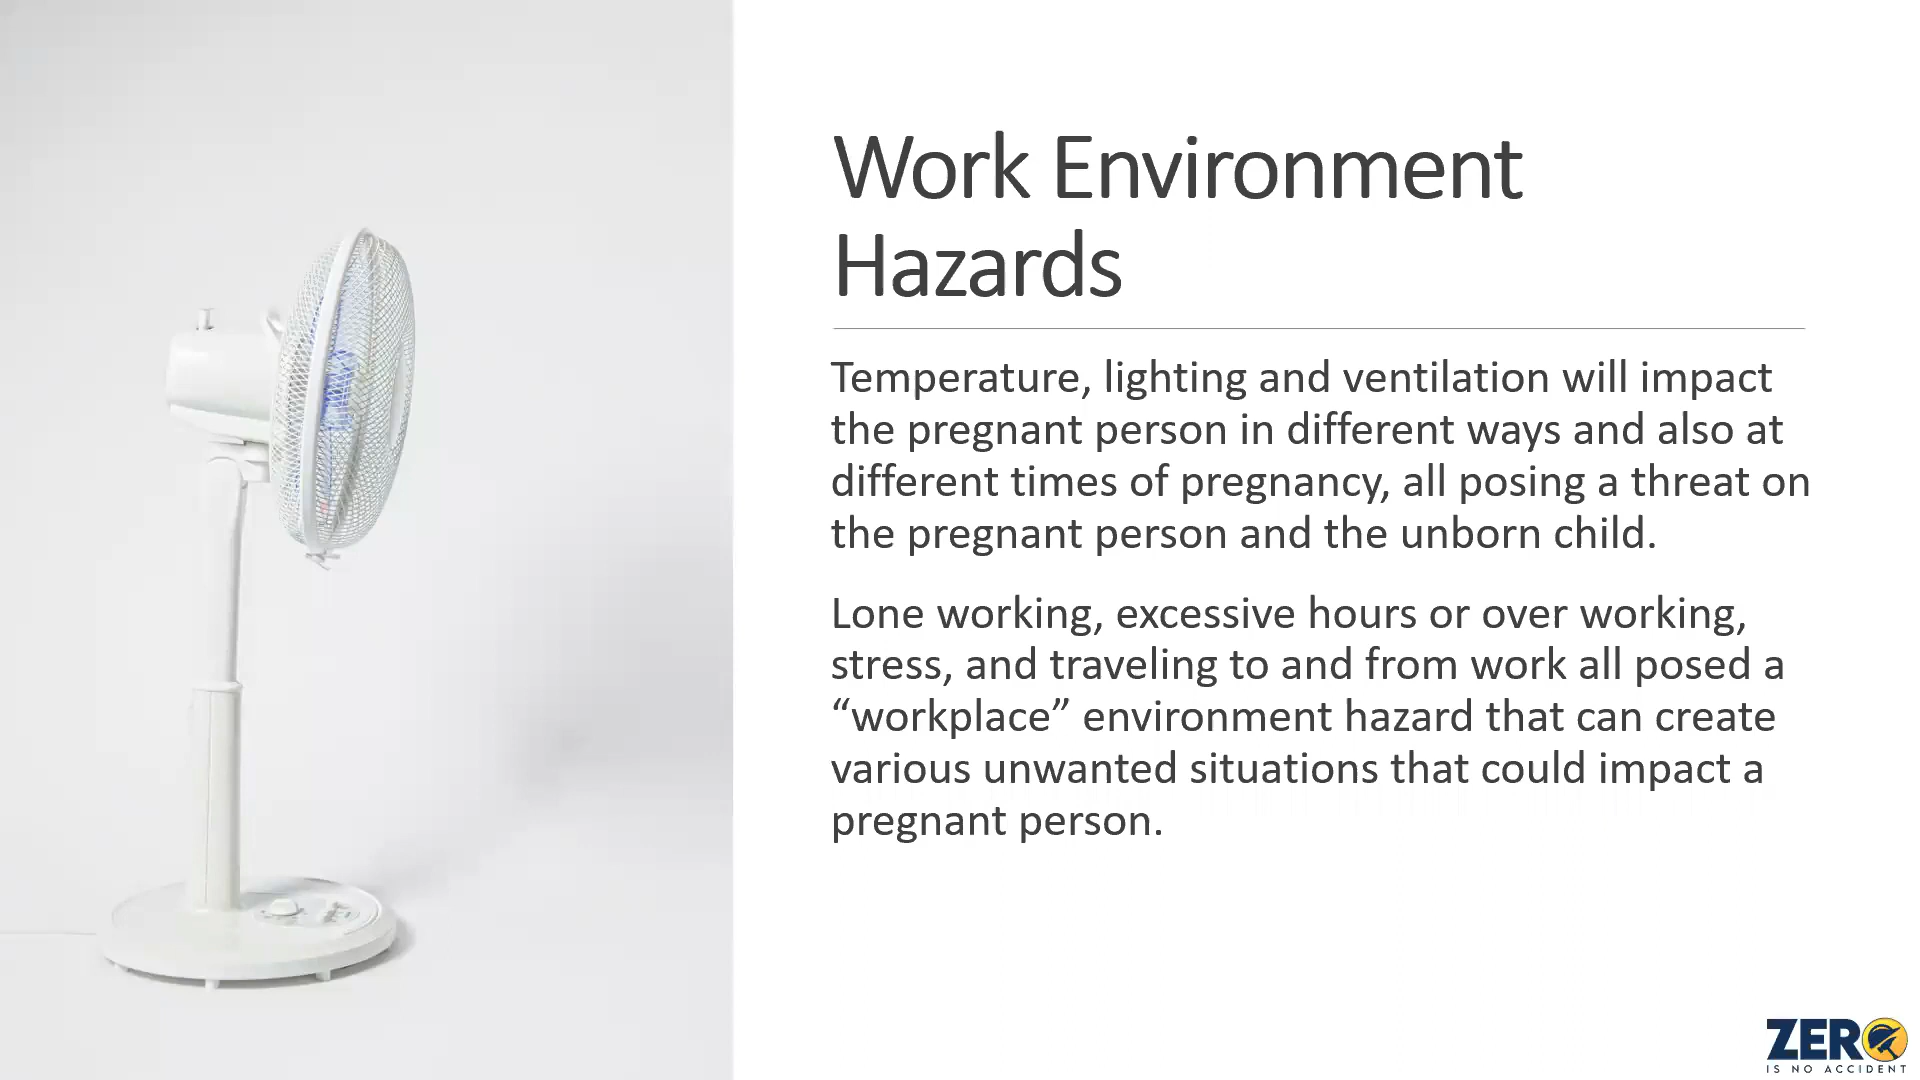 Work Environment
Hazards
Temperature, lighting and ventilation will impact
the pregnant person in different ways and also at
different times of pregnancy, all posing a threat on
the pregnant person and the unborn child.
Lone working, excessive hours or over working,
stress, and traveling to and from work all posed a
“workplace” environment hazard that can create
various unwanted situations that could impact a
pregnant person.
ZERO
IS NO ACCIDENT